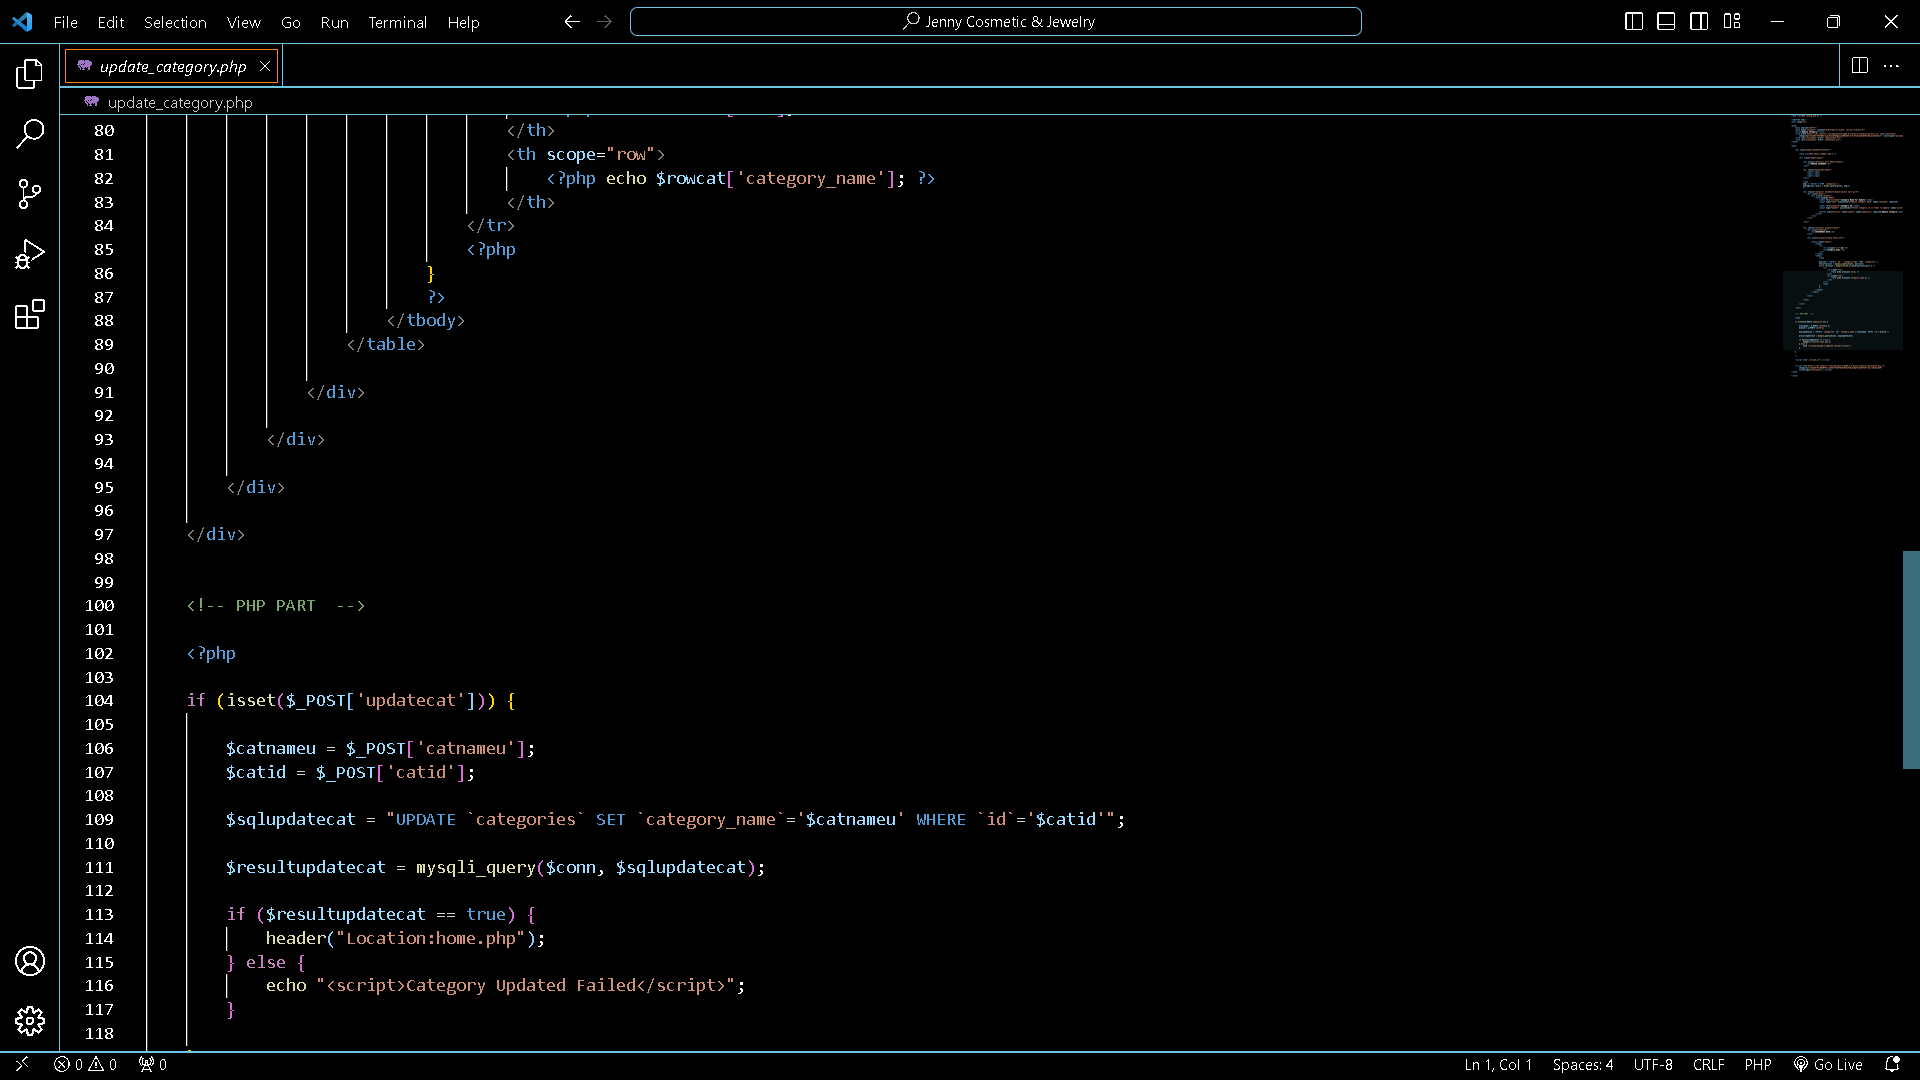 File Edit Selection View Go Run Terminal Help Jenny Cosmetic & Jewelry
update_category.php
update_category.php
80 </th>
81 <th scope="row">
82 <?php echo $rowcat['category_name']; ?>
83 </th>
84 </tr>
85 <?php
86 }
87 ?>
88 </tbody>
89 </table>
90
91 </div>
92
93 </div>
94
95 </div>
96
97 </div>
98
99
100 <!-- PHP PART  -->
101
102 <?php
103
104 if (isset($_POST['updatecat'])) {
105
106 $catnameu = $_POST['catnameu'];
107 $catid = $_POST['catid'];
108
109 $sqlupdatecat = "UPDATE `categories` SET `category_name`='$catnameu' WHERE `id`='$catid'";
110
111 $resultupdatecat = mysqli_query($conn, $sqlupdatecat);
112
113 if ($resultupdatecat == true) {
114 header("Location:home.php");
115 } else {
116 echo "<script>Category Updated Failed</script>";
117 }
118
0 0 0 Ln 1, Col 1 Spaces: 4 UTF-8 CRLF PHP Go Live